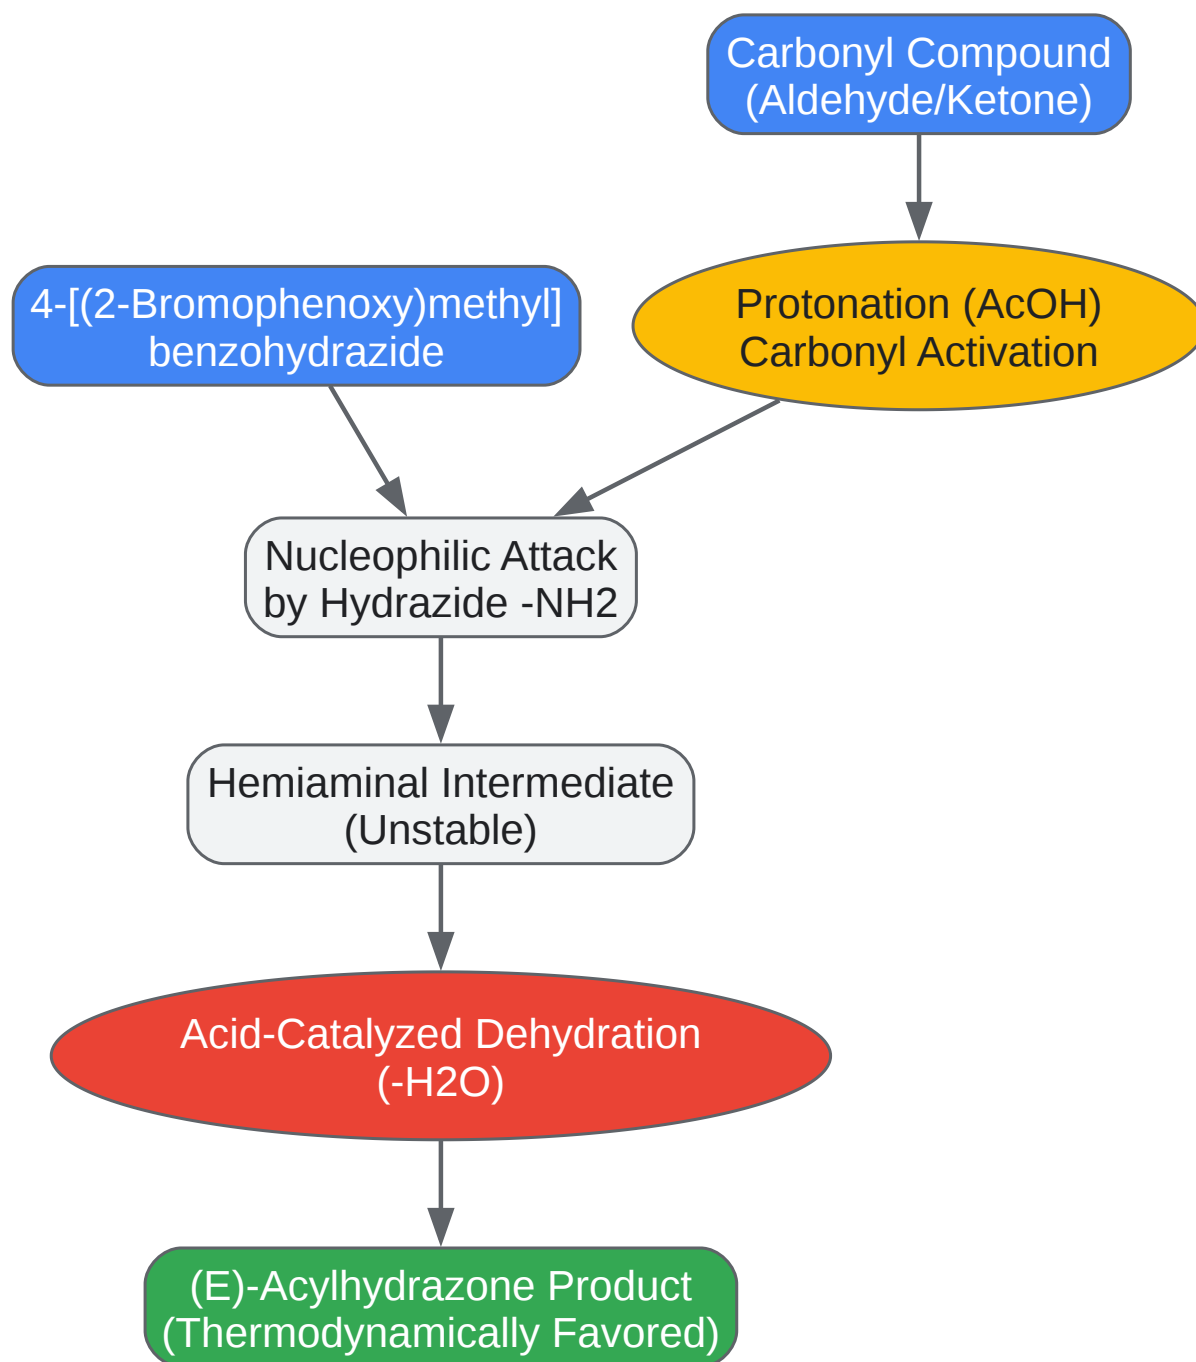 Carbonyl Compound
(Aldehyde/Ketone)
4-[(2-Bromophenoxy)methyl]
benzohydrazide
Protonation (AcOH)
Carbonyl Activation
Nucleophilic Attack
by Hydrazide -NH2
Hemiaminal Intermediate
(Unstable)
Acid-Catalyzed Dehydration
(-H2O)
(E)-Acylhydrazone Product
(Thermodynamically Favored)